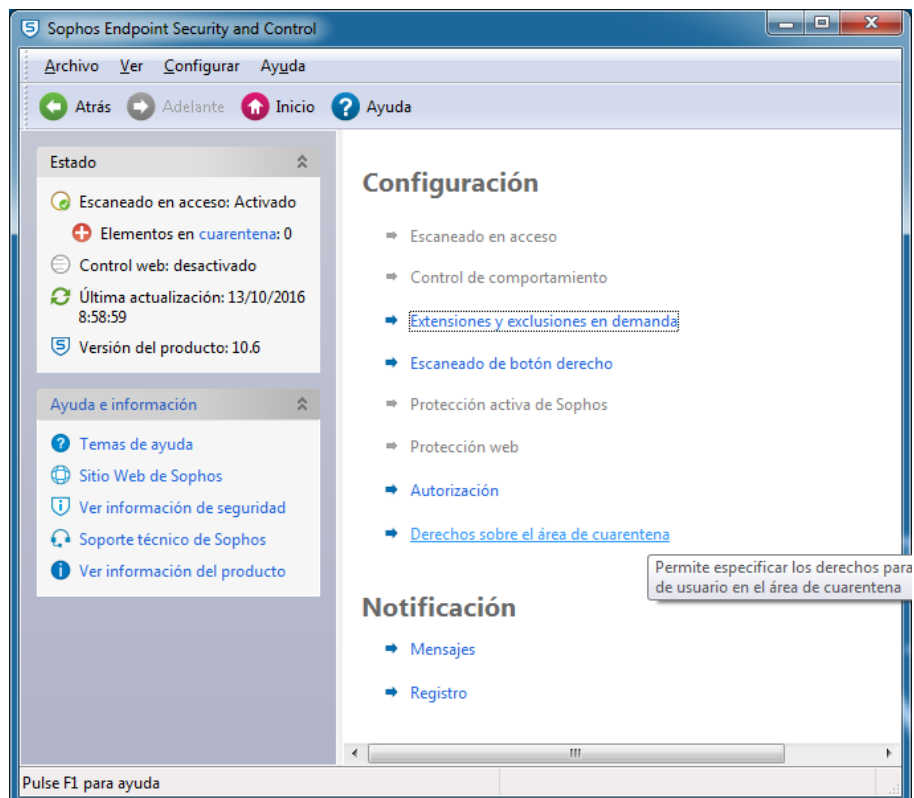 Sophos Endpoint Security and Control
Archivo Ver Configurar Ayuda
Atrás Adelante Inicio Ayuda
Estado
Escaneado en acceso: Activado
Elementos en cuarentena: 0
Control web: desactivado
Última actualización: 13/10/2016
8:58:59
Versión del producto: 10.6
Ayuda e información
Temas de ayuda
Sitio Web de Sophos
Ver información de seguridad
Soporte técnico de Sophos
Ver información del producto
Configuración
Escaneado en acceso
Control de comportamiento
Extensiones y exclusiones en demanda
Escaneado de botón derecho
Protección activa de Sophos
Protección web
Autorización
Derechos sobre el área de cuarentena
Permite especificar los derechos para
de usuario en el área de cuarentena
Notificación
Mensajes
Registro
Pulse F1 para ayuda